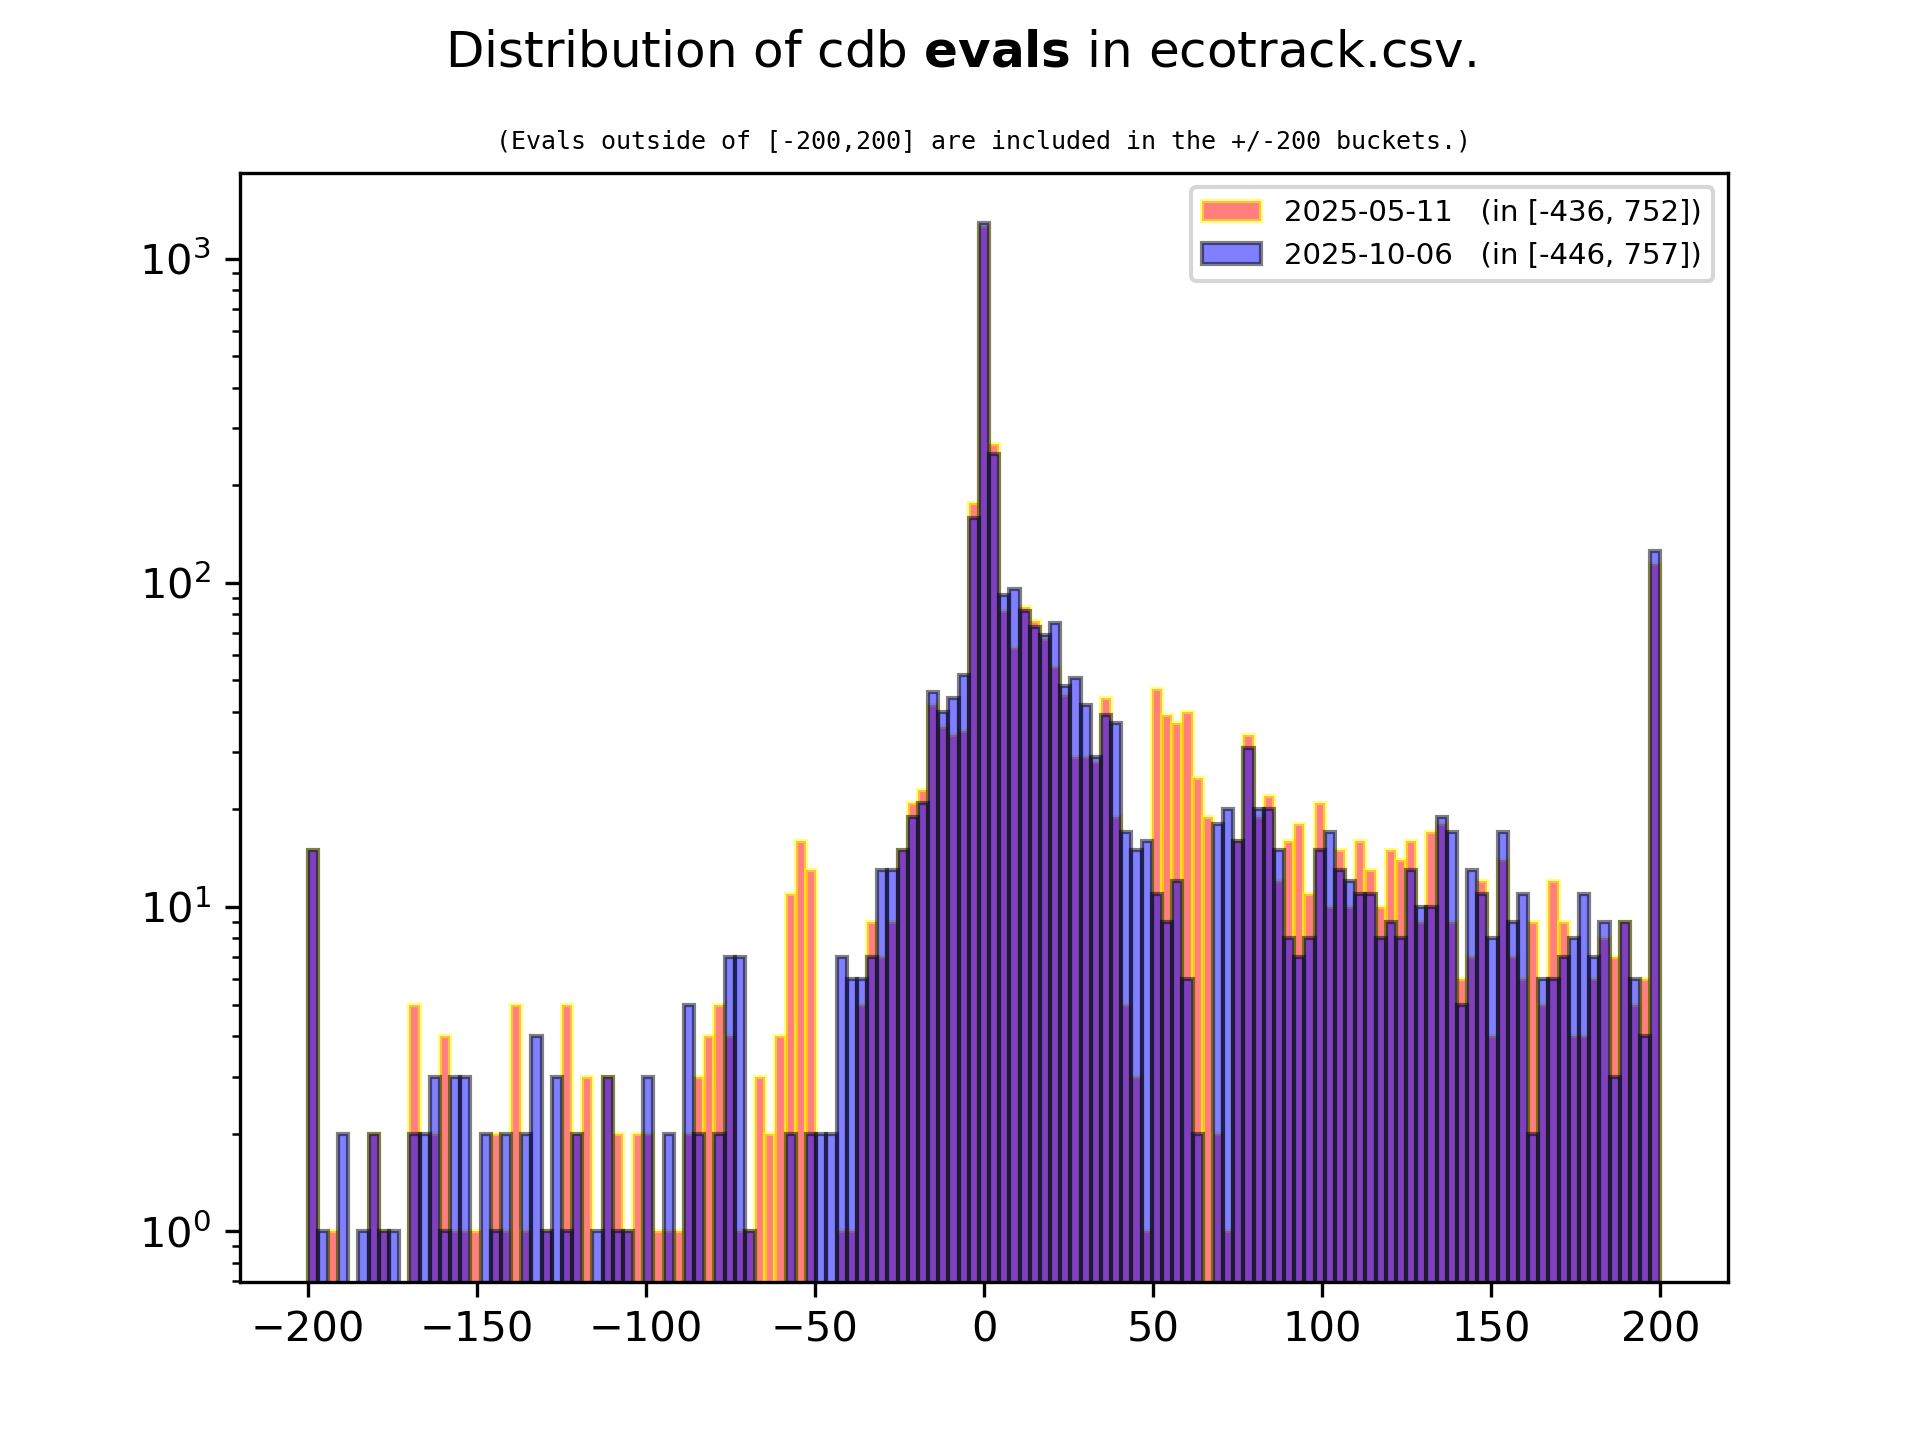 Distribution of cdb evals in ecotrack.csv.
(Evals outside of [-200,200] are included in the +/-200 buckets.)
2025-05-11 (in [-436, 752])
2025-10-06 (in [-446, 757])
10³
10²
10¹
10⁰
−200 −150 −100 −50 0 50 100 150 200